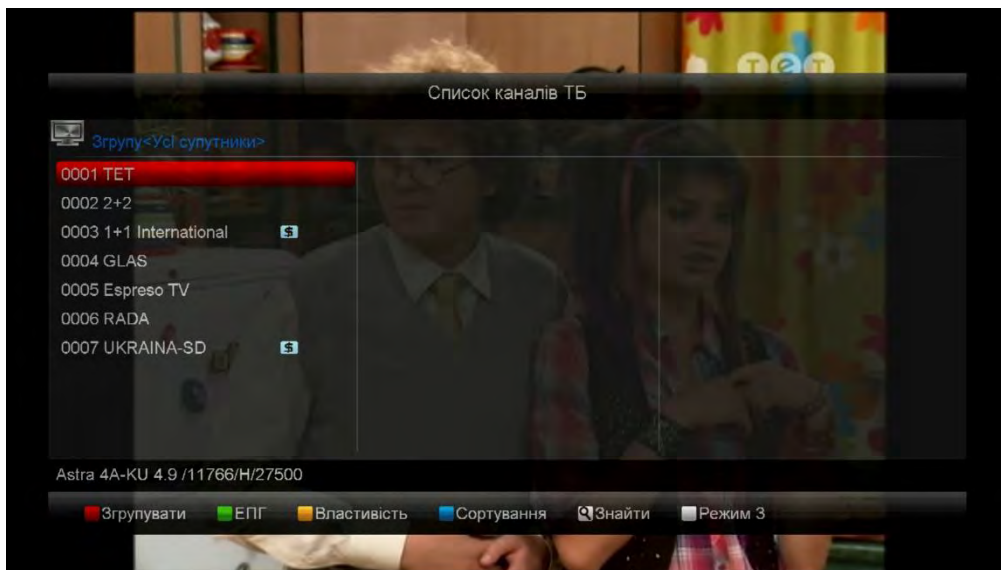 тет
Список каналів ТБ
Згрупу<Усі супутники>
0001 ТЕТ
0002 2+2
0003 1+1 International $
0004 GLAS
0005 Espreso TV
0006 RADA
0007 UKRAINA-SD $
Astra 4A-KU 4.9 /11766/H/27500
Згрупувати ЕПГ Властивість Сортування Знайти Режим 3